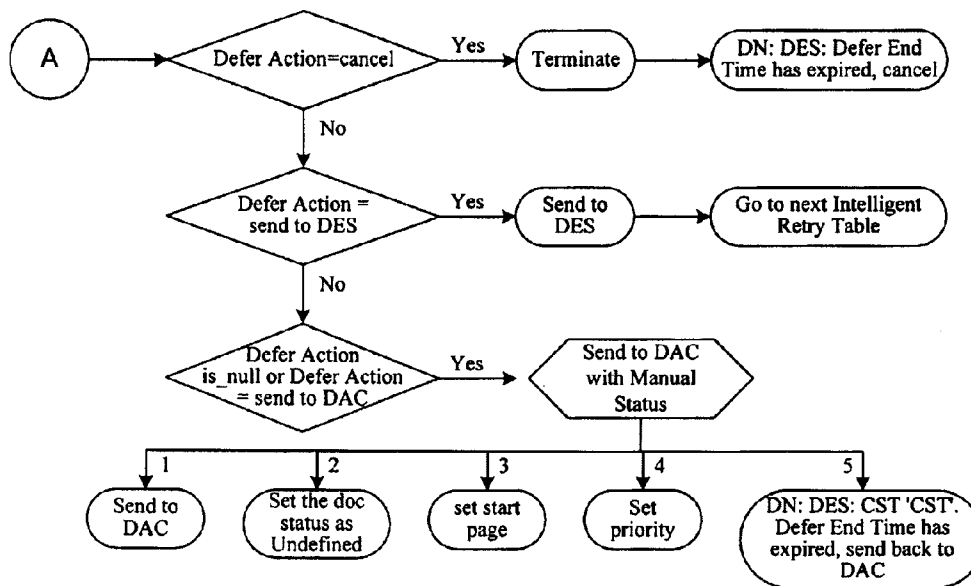 A
Defer Action=cancel
Yes
Terminate
DN: DES: Defer End
Time has expired, cancel
No
Defer Action =
send to DES
Yes
Send to
DES
Go to next Intelligent
Retry Table
No
Defer Action
is_null or Defer Action
= send to DAC
Yes
Send to DAC
with Manual
Status
1
2
3
4
5
Send to
DAC
Set the doc
status as
Undefined
set start
page
Set
priority
DN: DES: CST 'CST'.
Defer End Time has
expired, send back to
DAC